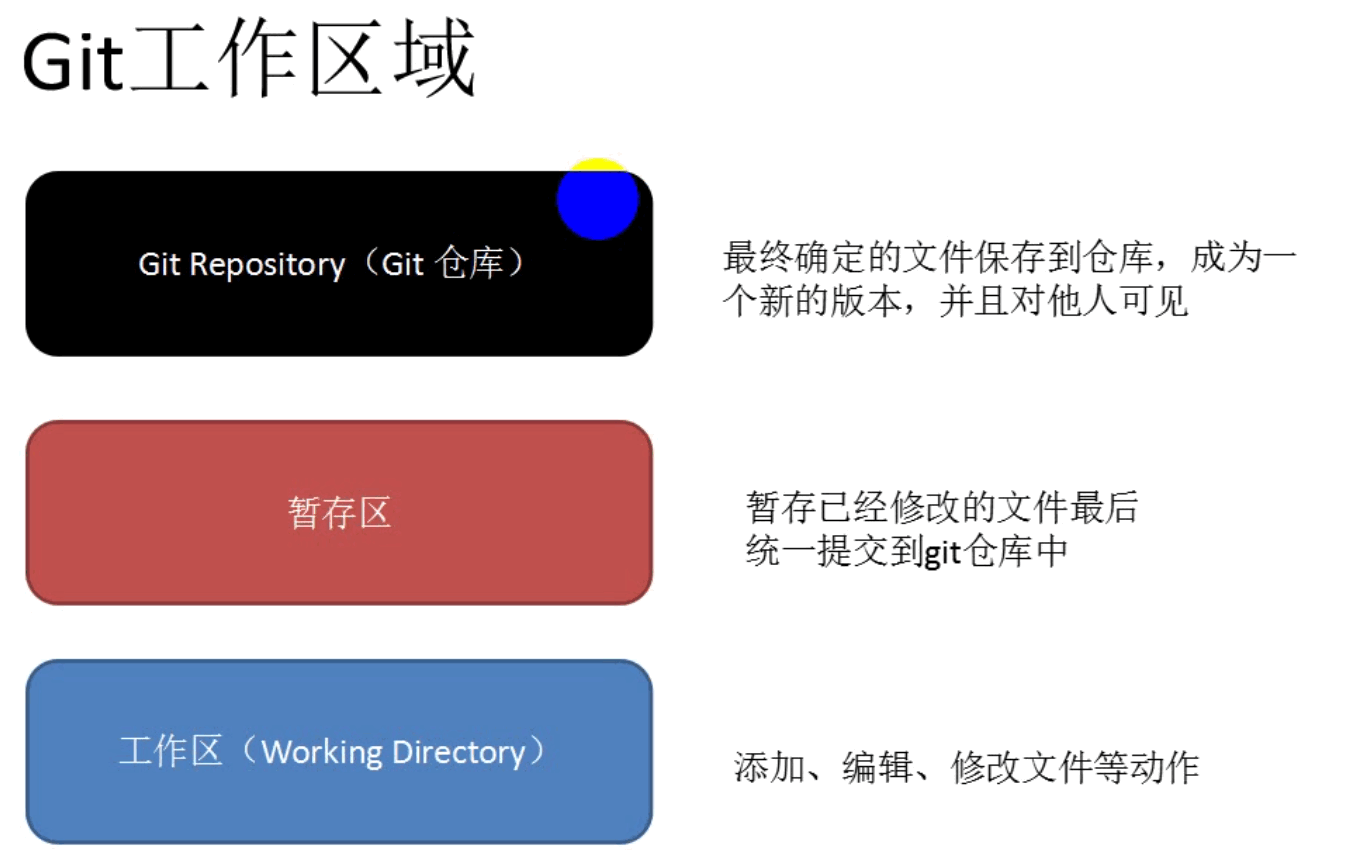 Git工作区域
Git Repository（Git 仓库）
最终确定的文件保存到仓库，成为一
个新的版本，并且对他人可见
暂存区
暂存已经修改的文件最后
统一提交到git仓库中
工作区（Working Directory）
添加、编辑、修改文件等动作